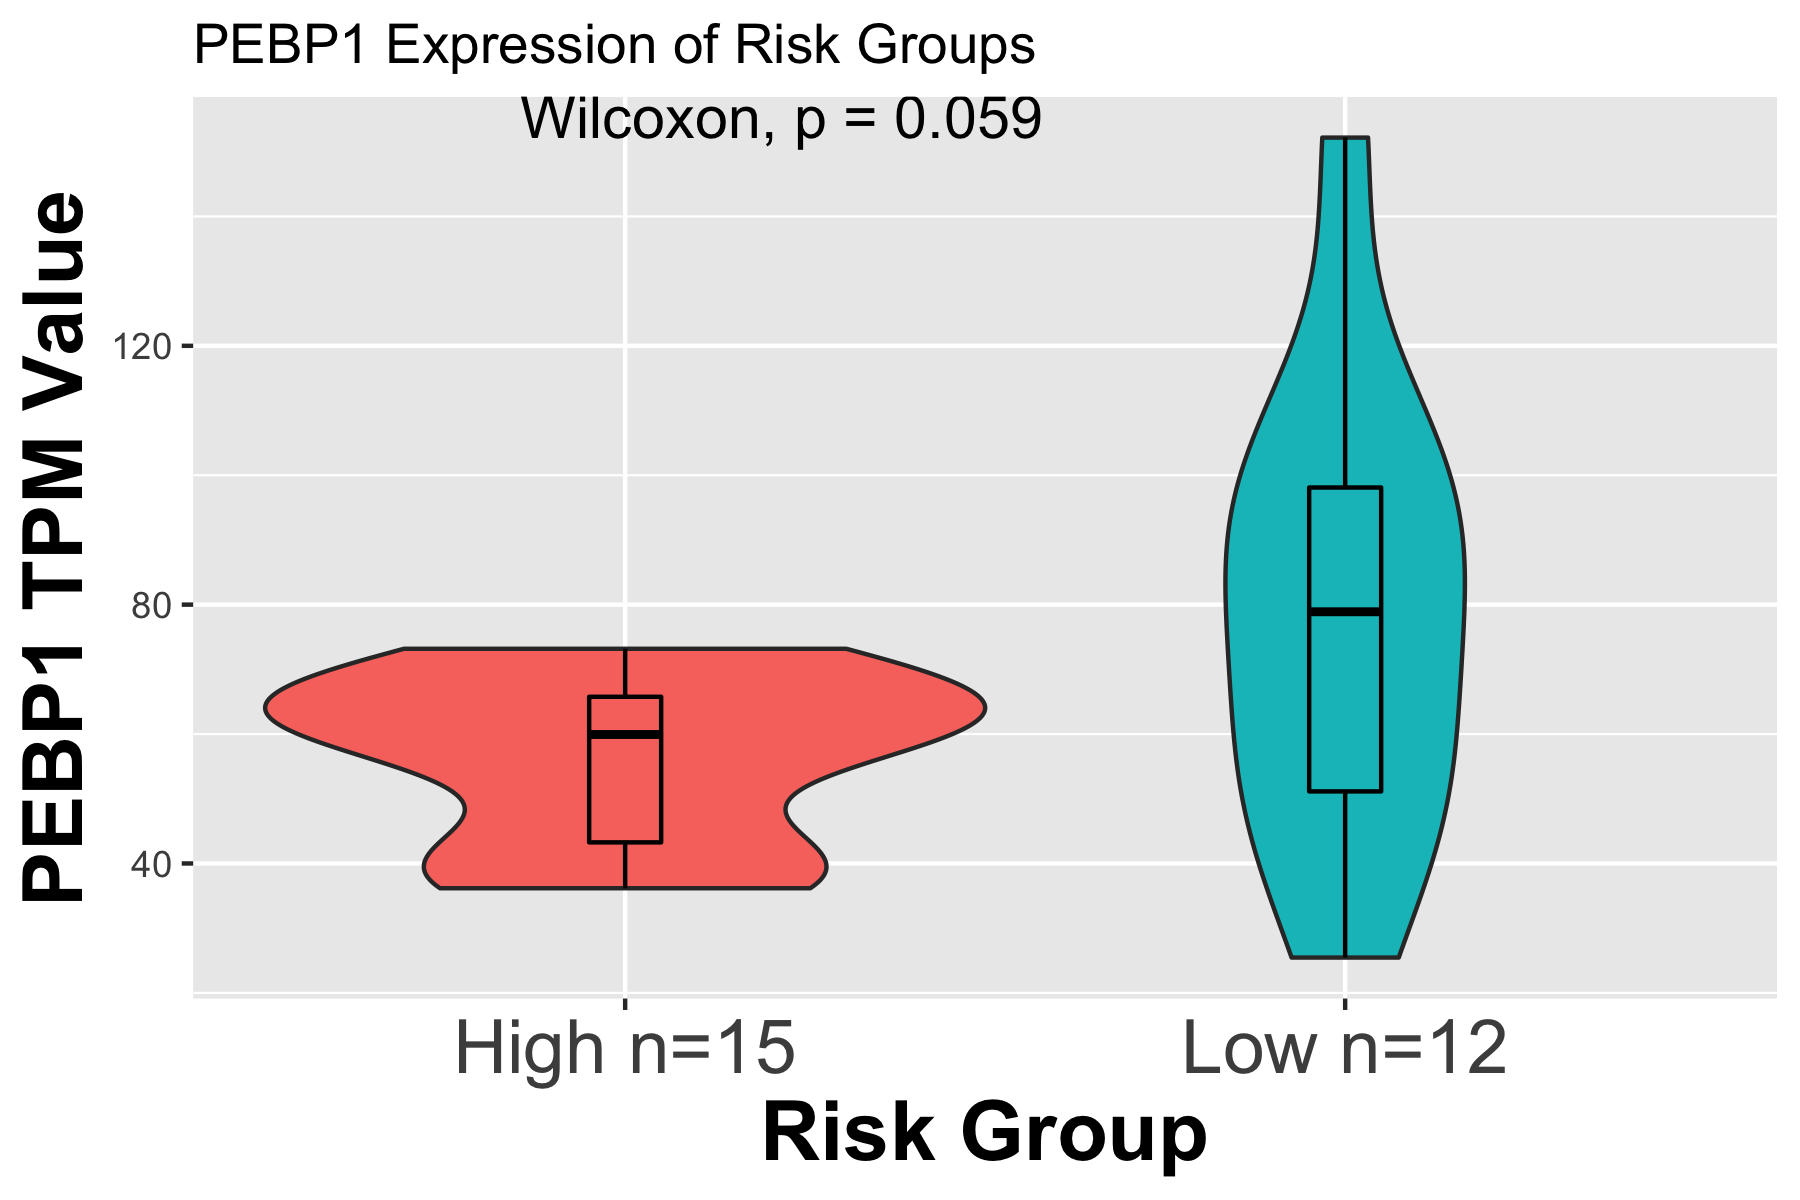 PEBP1 Expression of Risk Groups
Wilcoxon, p = 0.059
PEBP1 TPM Value
120
80
40
High n=15
Low n=12
Risk Group